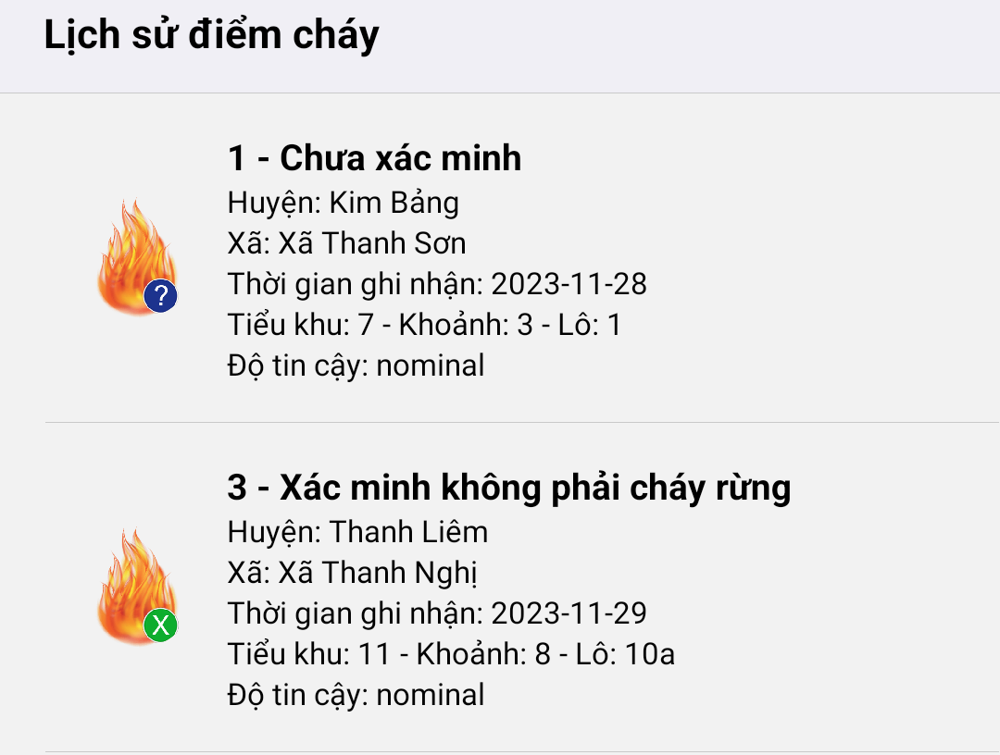 Lịch sử điểm cháy
1 - Chưa xác minh
Huyện: Kim Bảng
Xã: Xã Thanh Sơn
Thời gian ghi nhận: 2023-11-28
Tiểu khu: 7 - Khoảnh: 3 - Lô: 1
Độ tin cậy: nominal
?
3 - Xác minh không phải cháy rừng
Huyện: Thanh Liêm
Xã: Xã Thanh Nghị
Thời gian ghi nhận: 2023-11-29
Tiểu khu: 11 - Khoảnh: 8 - Lô: 10a
Độ tin cậy: nominal
X